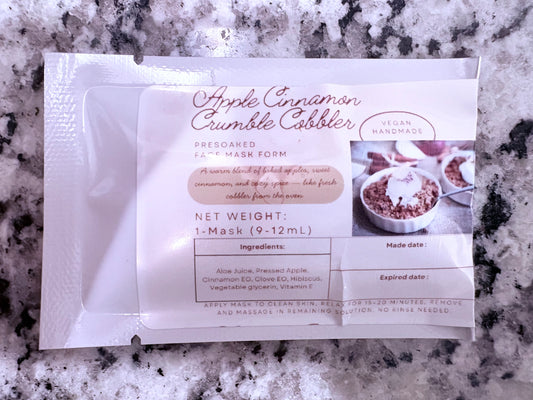 Apple Cinnamon
Crumble Cobbler
VEGAN
HANDMADE
PRESOAKED
FACE MASK FORM
A warm blend of baked apples, sweet
cinnamon, and cozy spice — like fresh
cobbler from the oven
NET WEIGHT:
1-Mask (9-12mL)
Ingredients:
Made date :
Aloe Juice, Pressed Apple,
Cinnamon EO, Glove EO, Hibiscus,
Vegetable glycerin, Vitamin E
Expired date :
APPLY MASK TO CLEAN SKIN, RELAX FOR 15-20 MINUTES, REMOVE
AND MASSAGE IN REMAINING SOLUTION. NO RINSE NEEDED.